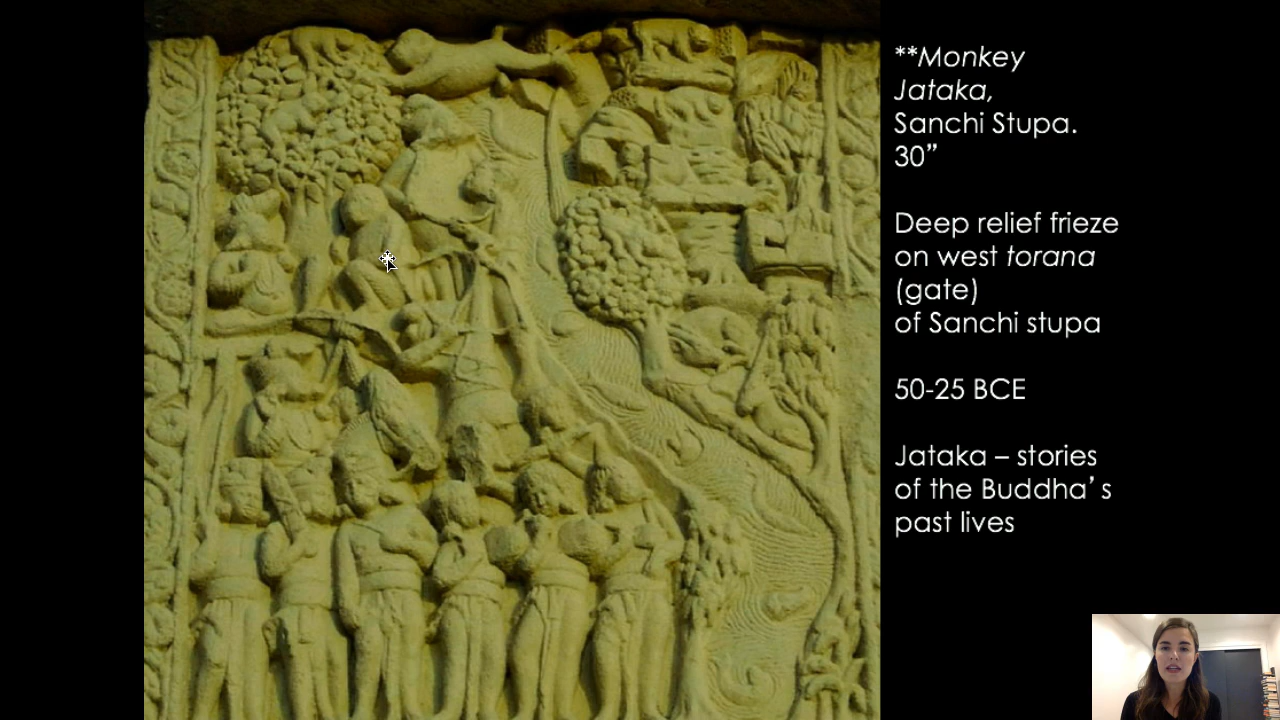 **Monkey
Jataka,
Sanchi Stupa.
30”
Deep relief frieze
on west torana
(gate)
of Sanchi stupa
50-25 BCE
Jataka – stories
of the Buddha’s
past lives